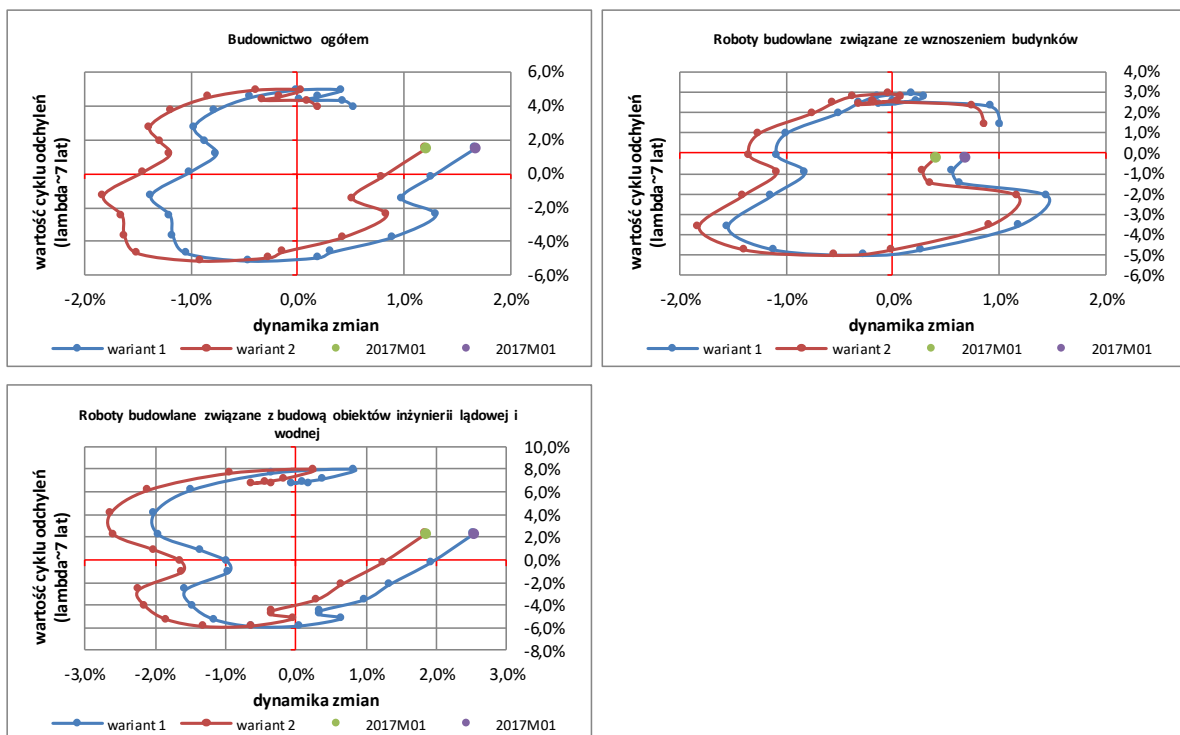 Budownictwo ogółem
wartość cyklu odchyleń
(lambda~7 lat)
6,0%
4,0%
2,0%
0,0%
-2,0%
-4,0%
-6,0%
-2,0% -1,0% 0,0% 1,0% 2,0%
dynamika zmian
wariant 1 wariant 2 2017M01 2017M01
Roboty budowlane związane ze wznoszeniem budynków
wartość cyklu odchyleń
(lambda~7 lat)
4,0%
3,0%
2,0%
1,0%
0,0%
-1,0%
-2,0%
-3,0%
-4,0%
-5,0%
-6,0%
-2,0% -1,0% 0,0% 1,0% 2,0%
dynamika zmian
wariant 1 wariant 2 2017M01 2017M01
Roboty budowlane związane z budową obiektów inżynierii lądowej i
wodnej
wartość cyklu odchyleń
(lambda~7 lat)
10,0%
8,0%
6,0%
4,0%
2,0%
0,0%
-2,0%
-4,0%
-6,0%
-8,0%
-3,0% -2,0% -1,0% 0,0% 1,0% 2,0% 3,0%
dynamika zmian
wariant 1 wariant 2 2017M01 2017M01